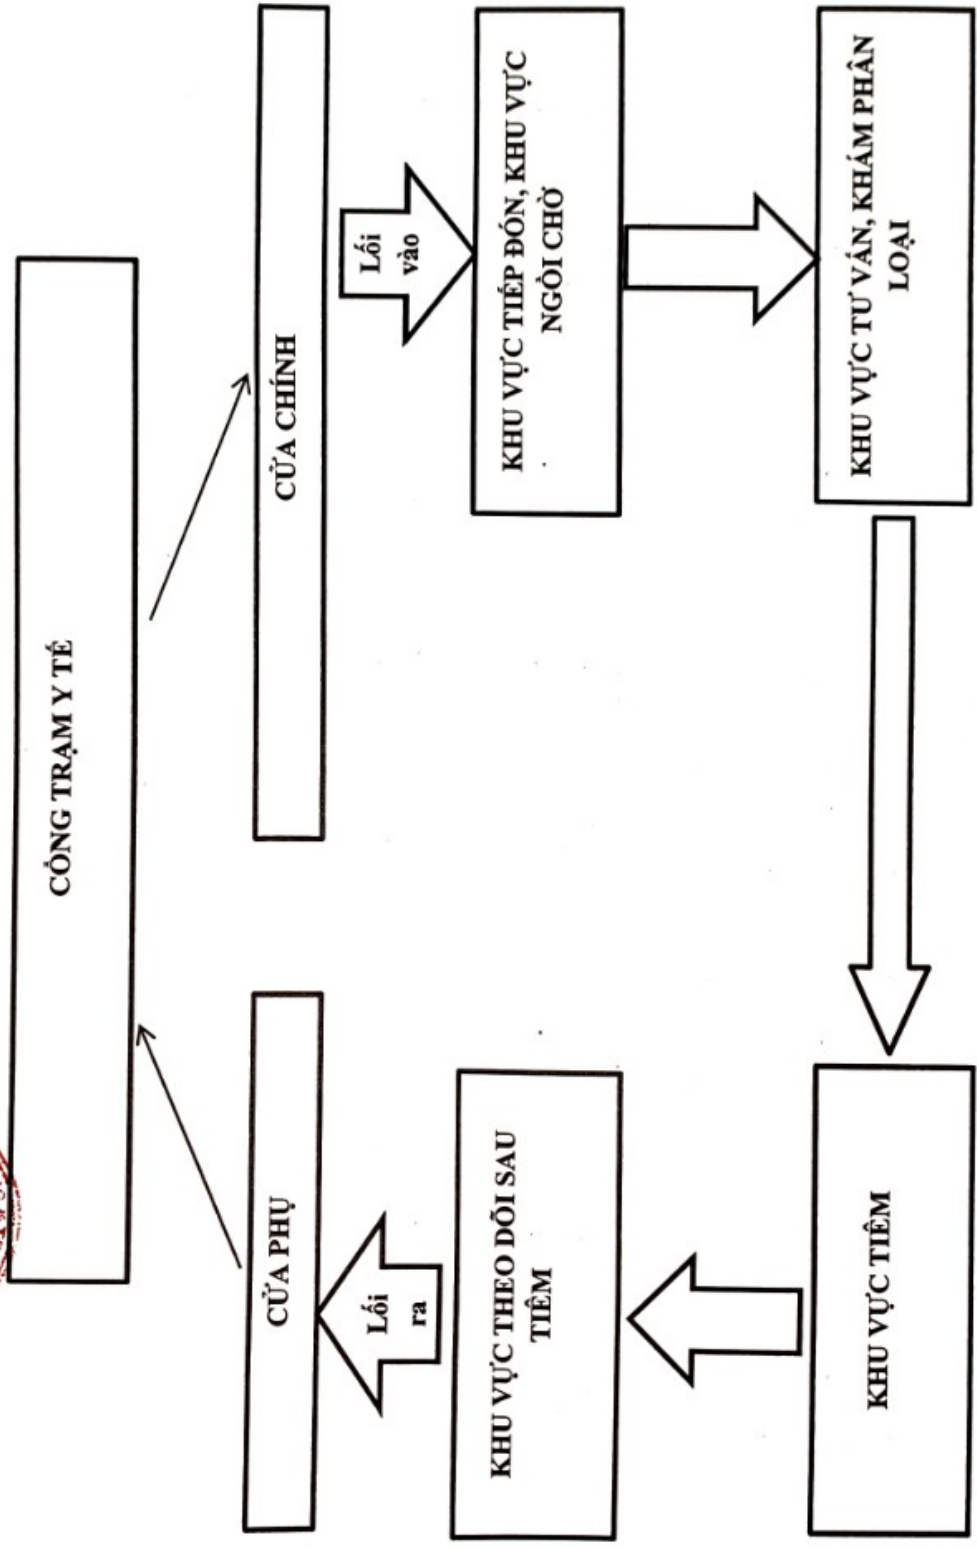 CỔNG TRẠM Y TẾ
CỬA PHỤ
CỬA CHÍNH
Lối
ra
Lối
vào
KHU VỰC THEO DÕI SAU
TIÊM
KHU VỰC TIẾP ĐÓN, KHU VỰC
NGỒI CHỜ
KHU VỰC TIÊM
KHU VỰC TƯ VẤN, KHÁM PHÂN
LOẠI